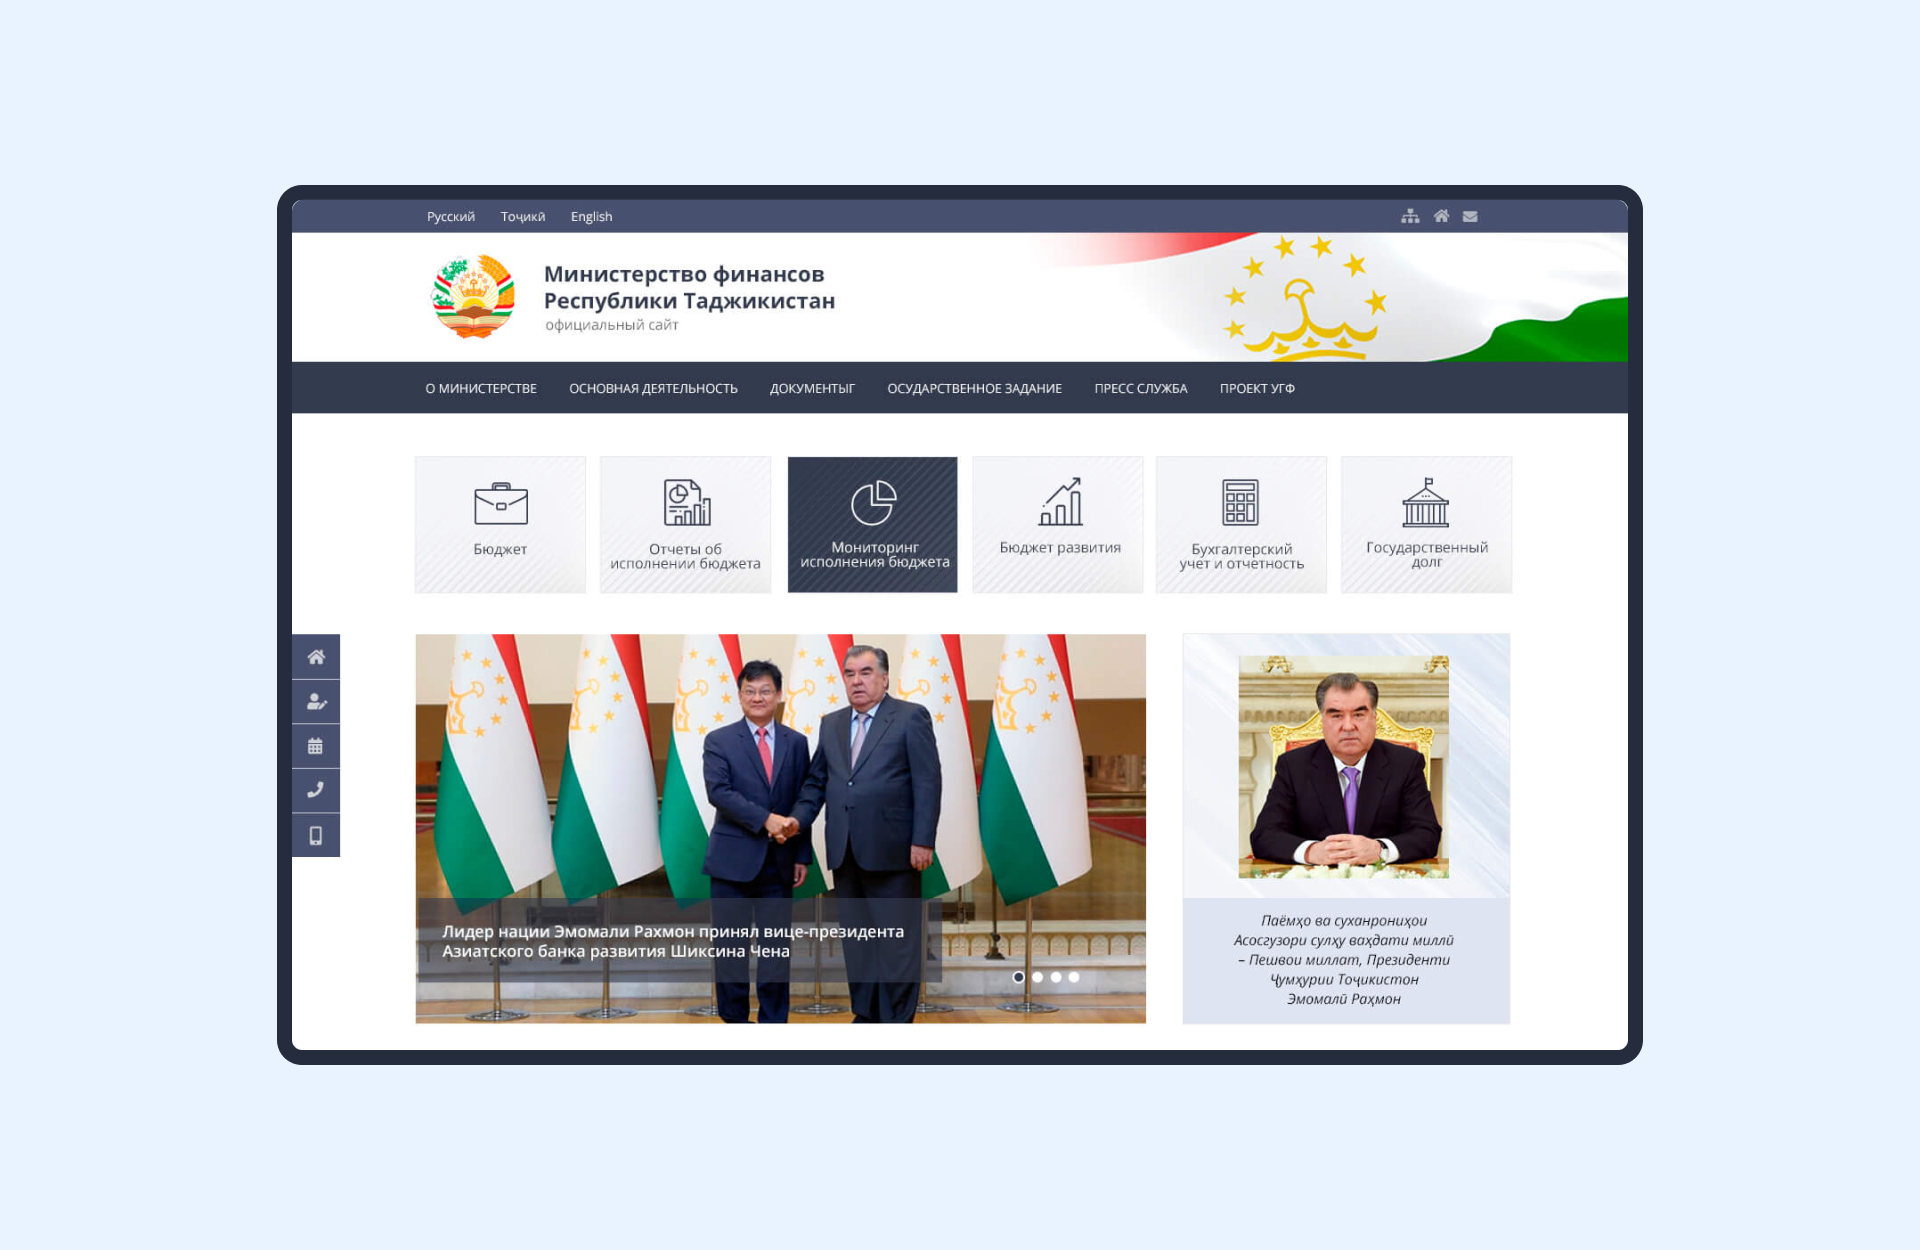 Русский Тоҷикӣ English
Министерство финансов
Республики Таджикистан
официальный сайт
О МИНИСТЕРСТВЕ ОСНОВНАЯ ДЕЯТЕЛЬНОСТЬ ДОКУМЕНТЫГ ОСУДАРСТВЕННОЕ ЗАДАНИЕ ПРЕСС СЛУЖБА ПРОЕКТ УГФ
Бюджет
Отчеты об
исполнении бюджета
Мониторинг
исполнения бюджета
Бюджет развития
Бухгалтерский
учет и отчетность
Государственный
долг
Лидер нации Эмомали Рахмон принял вице-президента
Азиатского банка развития Шиксина Чена
Паёмҳо ва суханрониҳои
Асосгузори сулҳу ваҳдати миллӣ
– Пешвои миллат, Президенти
Ҷумҳурии Тоҷикистон
Эмомалӣ Раҳмон